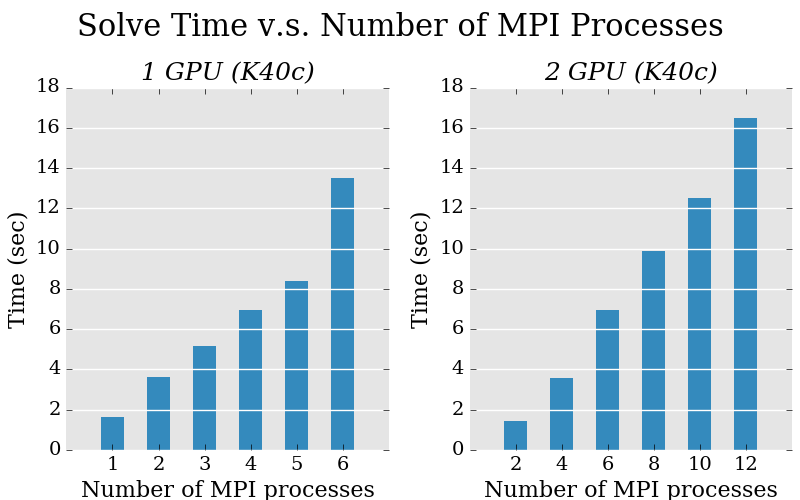 Solve Time v.s. Number of MPI Processes
1 GPU (K40c)
18
16
14
12
10
8
6
4
2
0
Time (sec)
1 2 3 4 5 6
Number of MPI processes
2 GPU (K40c)
18
16
14
12
10
8
6
4
2
0
Time (sec)
2 4 6 8 10 12
Number of MPI processes